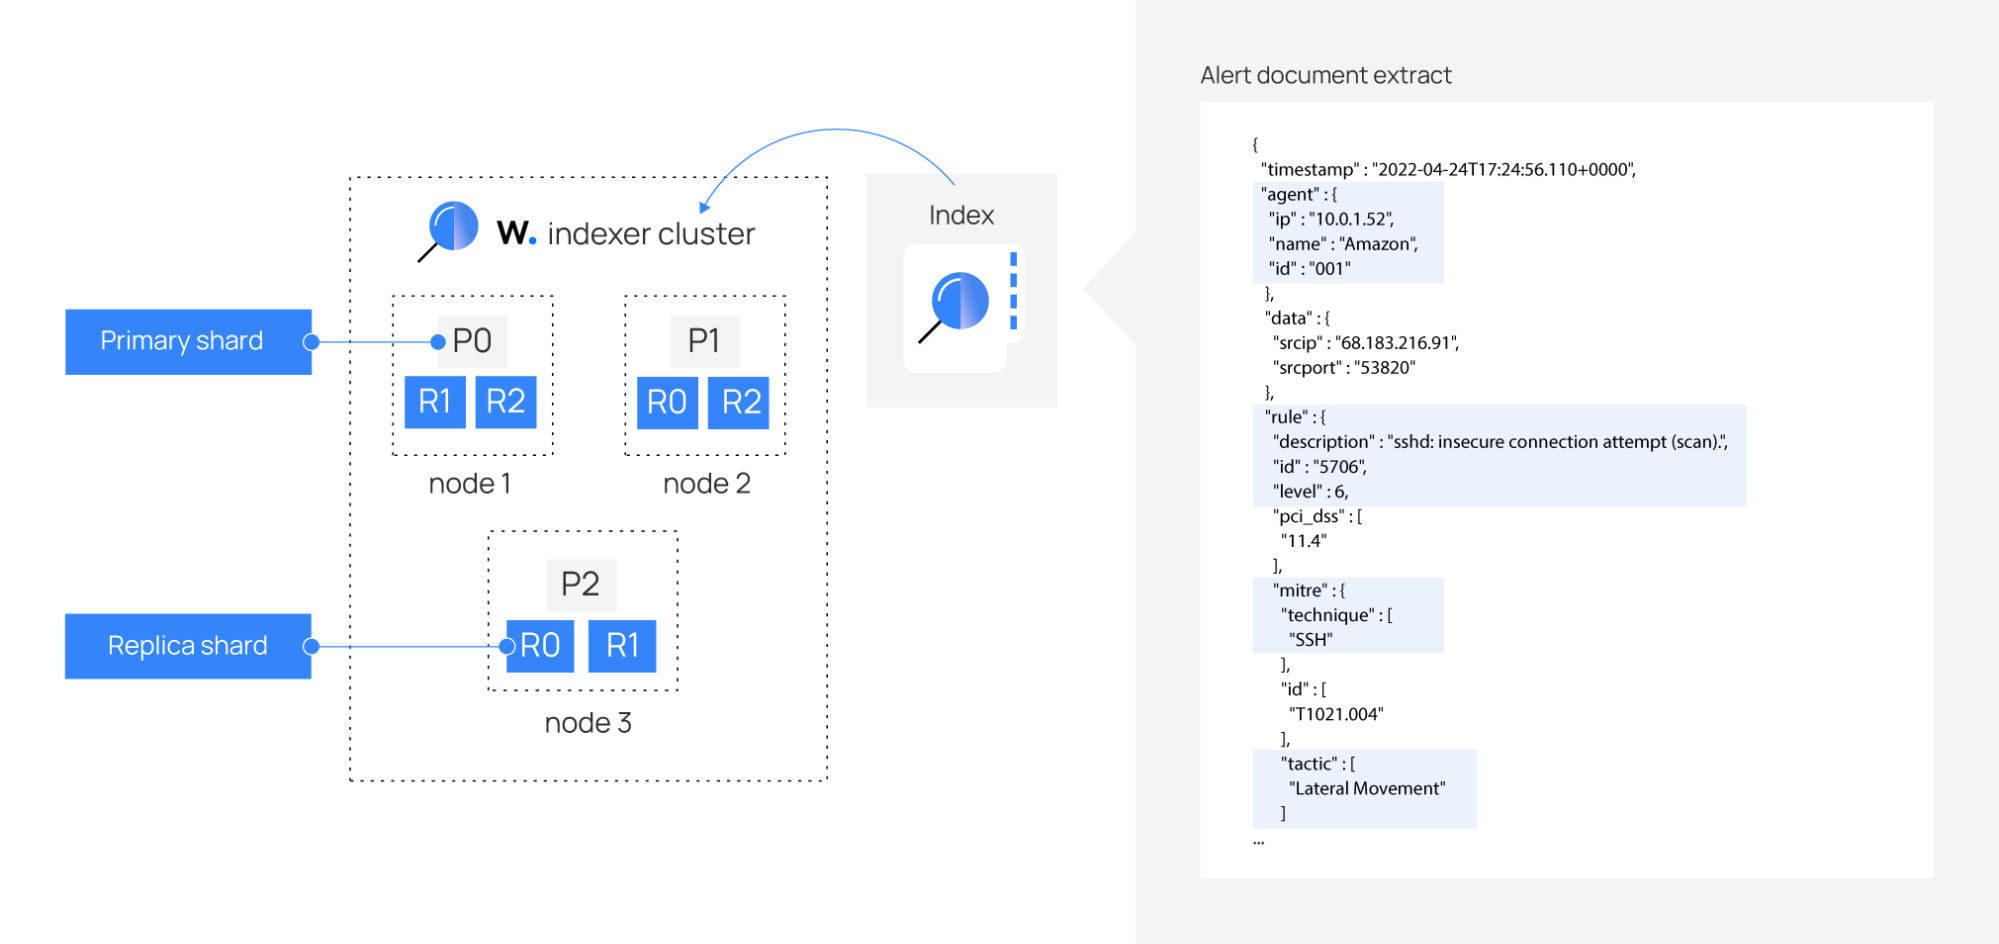 W. indexer cluster
Index
Primary shard
P0
R1 R2
node 1
P1
R0 R2
node 2
Replica shard
P2
R0 R1
node 3
Alert document extract
{
"timestamp" : "2022-04-24T17:24:56.110+0000",
"agent" : {
"ip" : "10.0.1.52",
"name" : "Amazon",
"id" : "001"
},
"data" : {
"srcip" : "68.183.216.91",
"srcport" : "53820"
},
"rule" : {
"description" : "sshd: insecure connection attempt (scan).",
"id" : "5706",
"level" : 6,
"pci_dss" : [
"11.4"
],
"mitre" : {
"technique" : [
"SSH"
],
"id" : [
"T1021.004"
],
"tactic" : [
"Lateral Movement"
]
...